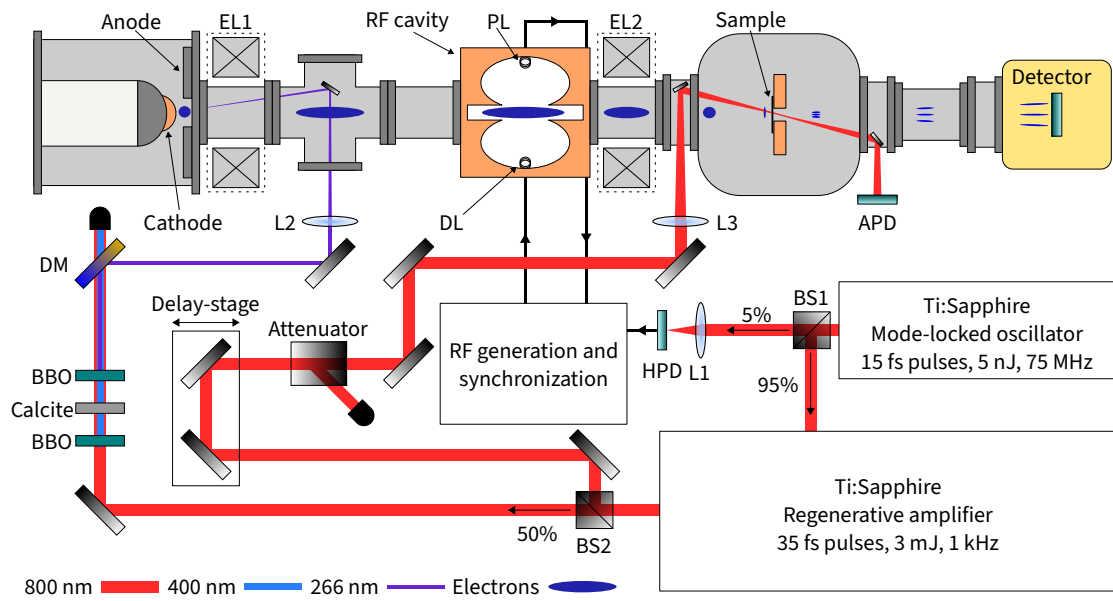 Anode
EL1
RF cavity
PL
EL2
Sample
Detector
Cathode
L2
DL
L3
APD
DM
Delay-stage
Attenuator
BBO
Calcite
BBO
RF generation and
synchronization
HPD
L1
5%
BS1
95%
Ti:Sapphire
Mode-locked oscillator
15 fs pulses, 5 nJ, 75 MHz
Ti:Sapphire
Regenerative amplifier
35 fs pulses, 3 mJ, 1 kHz
50%
BS2
800 nm
400 nm
266 nm
Electrons